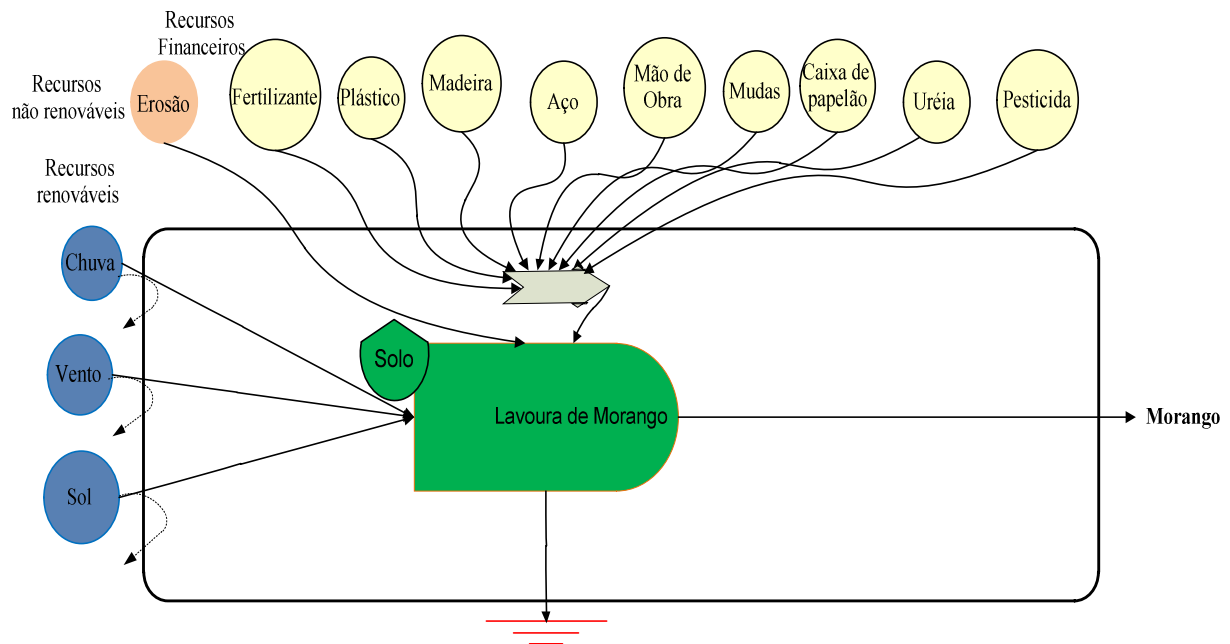 Recursos
Financeiros
Recursos
não renováveis
Erosão
Fertilizante
Plástico
Madeira
Aço
Mão de
Obra
Mudas
Caixa de
papelão
Uréia
Pesticida
Recursos
renováveis
Chuva
Vento
Sol
Solo
Lavoura de Morango
Morango